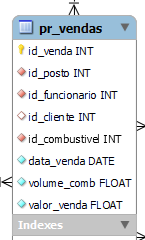 pr_vendas
id_venda INT
id_posto INT
id_funcionario INT
id_cliente INT
id_combustivel INT
data_venda DATE
volume_comb FLOAT
valor_venda FLOAT
Indexes